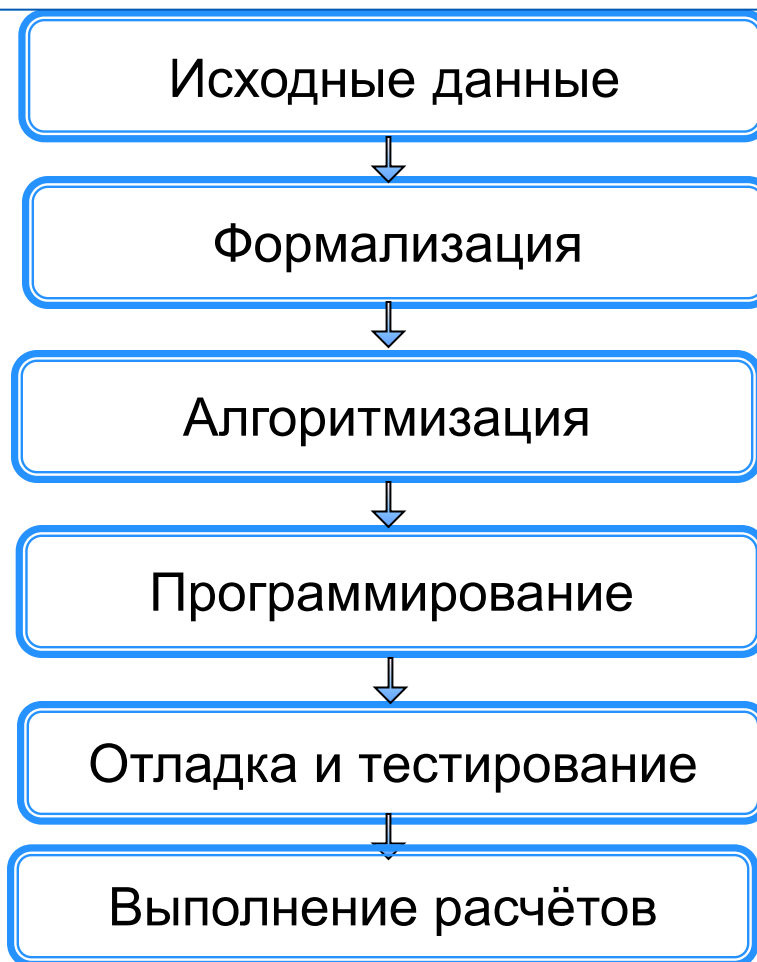 Исходные данные
Формализация
Алгоритмизация
Программирование
Отладка и тестирование
Выполнение расчётов